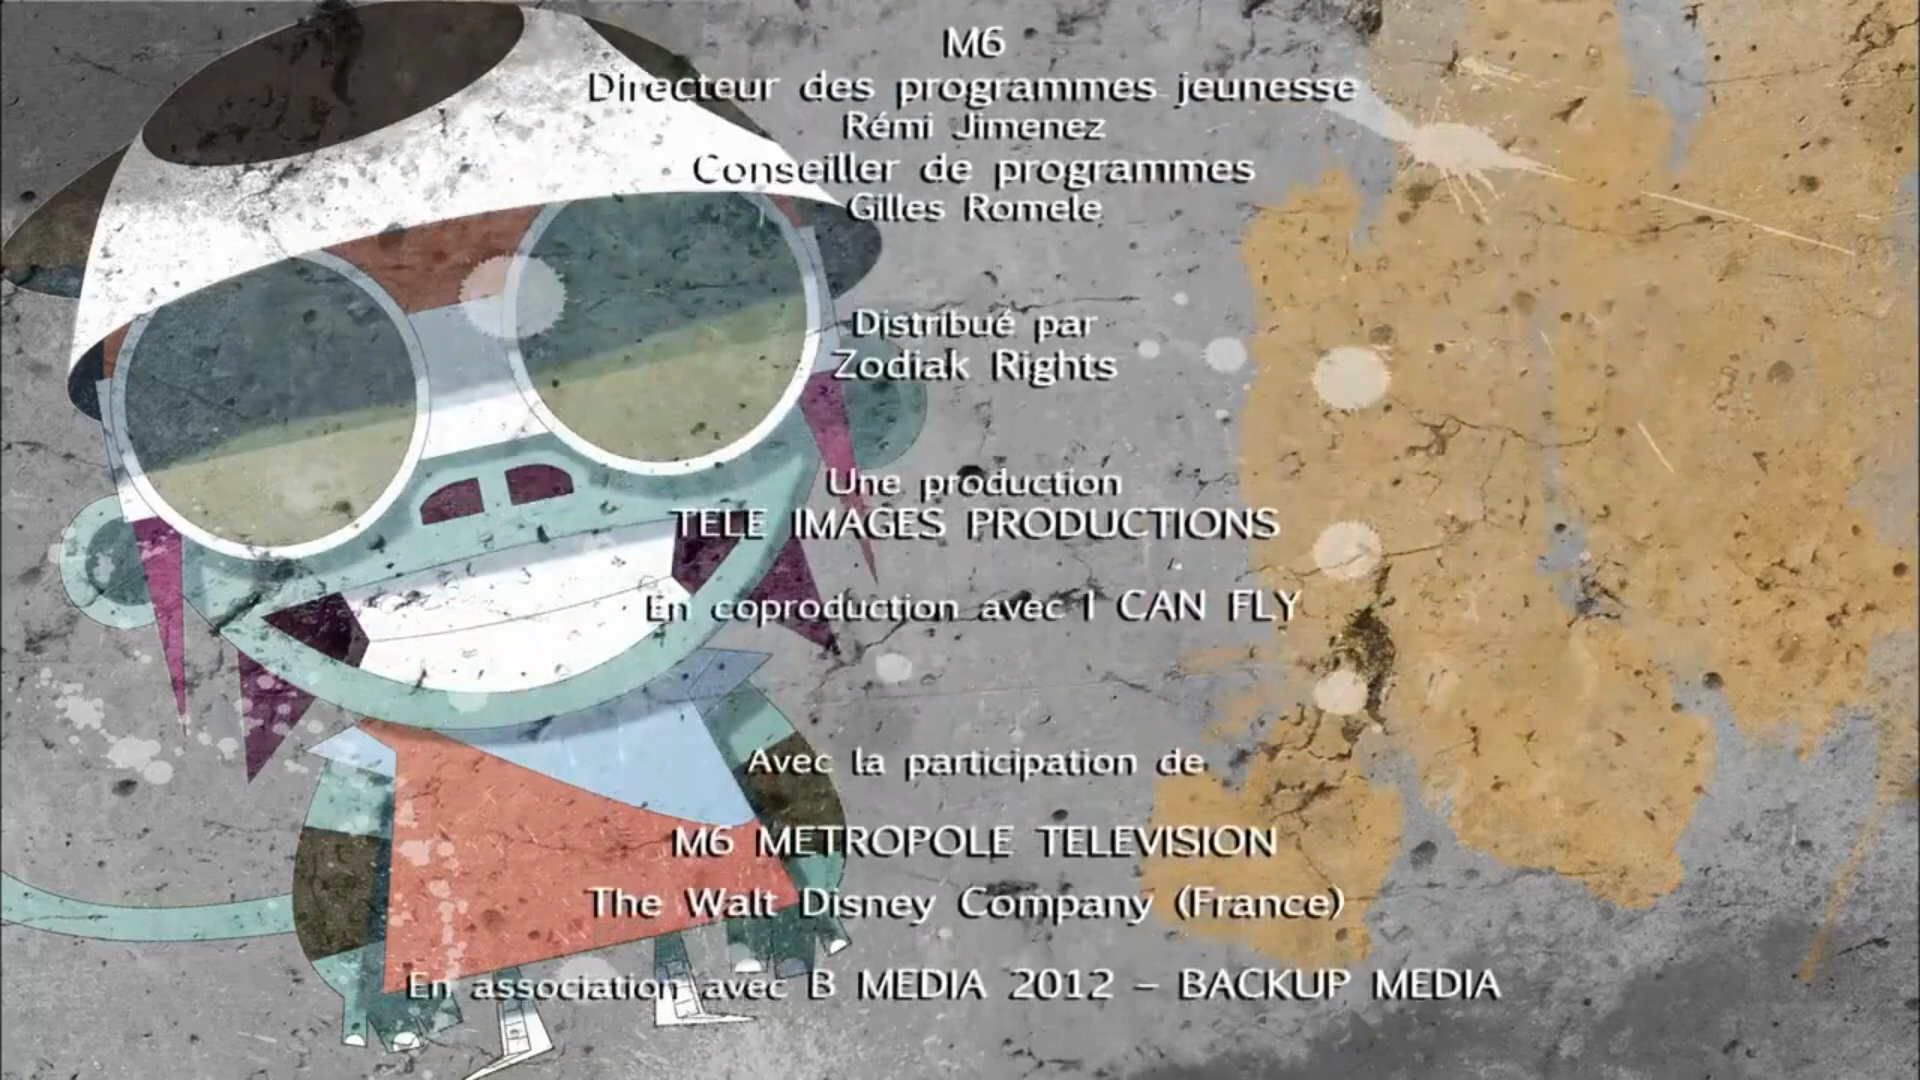 M6
Directeur des programmes jeunesse
Rémi Jimenez
Conseiller de programmes
Gilles Romele
Distribué par
Zodiak Rights
Une production
TELE IMAGES PRODUCTIONS
En coproduction avec I CAN FLY
Avec la participation de
M6 METROPOLE TELEVISION
The Walt Disney Company (France)
En association avec B MEDIA 2012 – BACKUP MEDIA